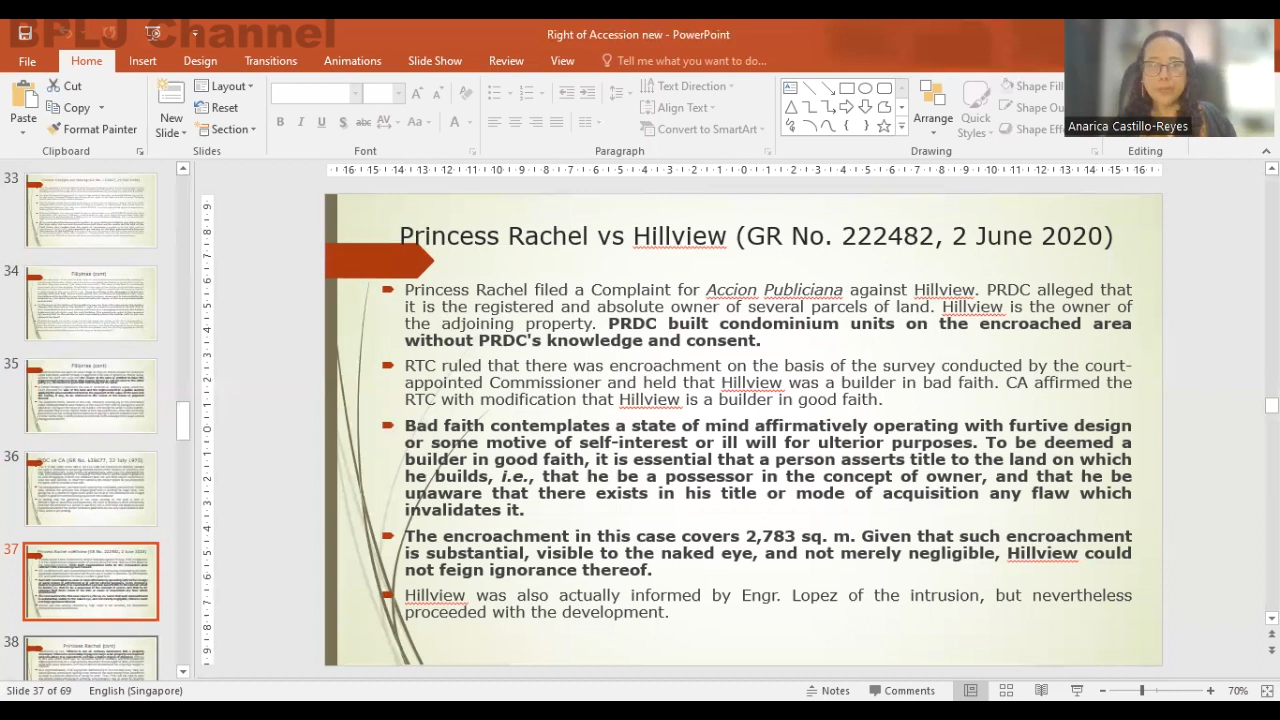 BPLJ Channel
Right of Accession new - PowerPoint
File
Home
Insert
Design
Transitions
Animations
Slide Show
Review
View
Tell me what you want to do...
Paste
Cut
Copy
Format Painter
Clipboard
New
Slide
Layout
Reset
Section
Slides
Font
Text Direction
Align Text
Convert to SmartArt
Paragraph
Arrange
Quick
Styles
Shape Fill
Shape Ou
Shape Effe
Drawing
Editing
Anarica Castillo-Reyes
33
34
35
36
37
38
Princess Rachel vs Hillview (GR No. 222482, 2 June 2020)
Princess Rachel filed a Complaint for Accion Publiciana against Hillview. PRDC alleged that
it is the registered and absolute owner of several parcels of land. Hillview is the owner of
the adjoining property. PRDC built condominium units on the encroached area
without PRDC's knowledge and consent.
RTC ruled that there was encroachment on the basis of the survey conducted by the court-
appointed Commissioner and held that Hillview was a builder in bad faith. CA affirmed the
RTC with modification that Hillview is a builder in good faith.
Bad faith contemplates a state of mind affirmatively operating with furtive design
or some motive of self-interest or ill will for ulterior purposes. To be deemed a
builder in good faith, it is essential that a person asserts title to the land on which
he builds, i.e., that he be a possessor in the concept of owner, and that he be
unaware that there exists in his title or mode of acquisition any flaw which
invalidates it.
The encroachment in this case covers 2,783 sq. m. Given that such encroachment
is substantial, visible to the naked eye, and not merely negligible, Hillview could
not feign ignorance thereof.
Hillview was also actually informed by Engr. Lopez of the intrusion, but nevertheless
proceeded with the development.
Slide 37 of 69
English (Singapore)
Notes
Comments
70%